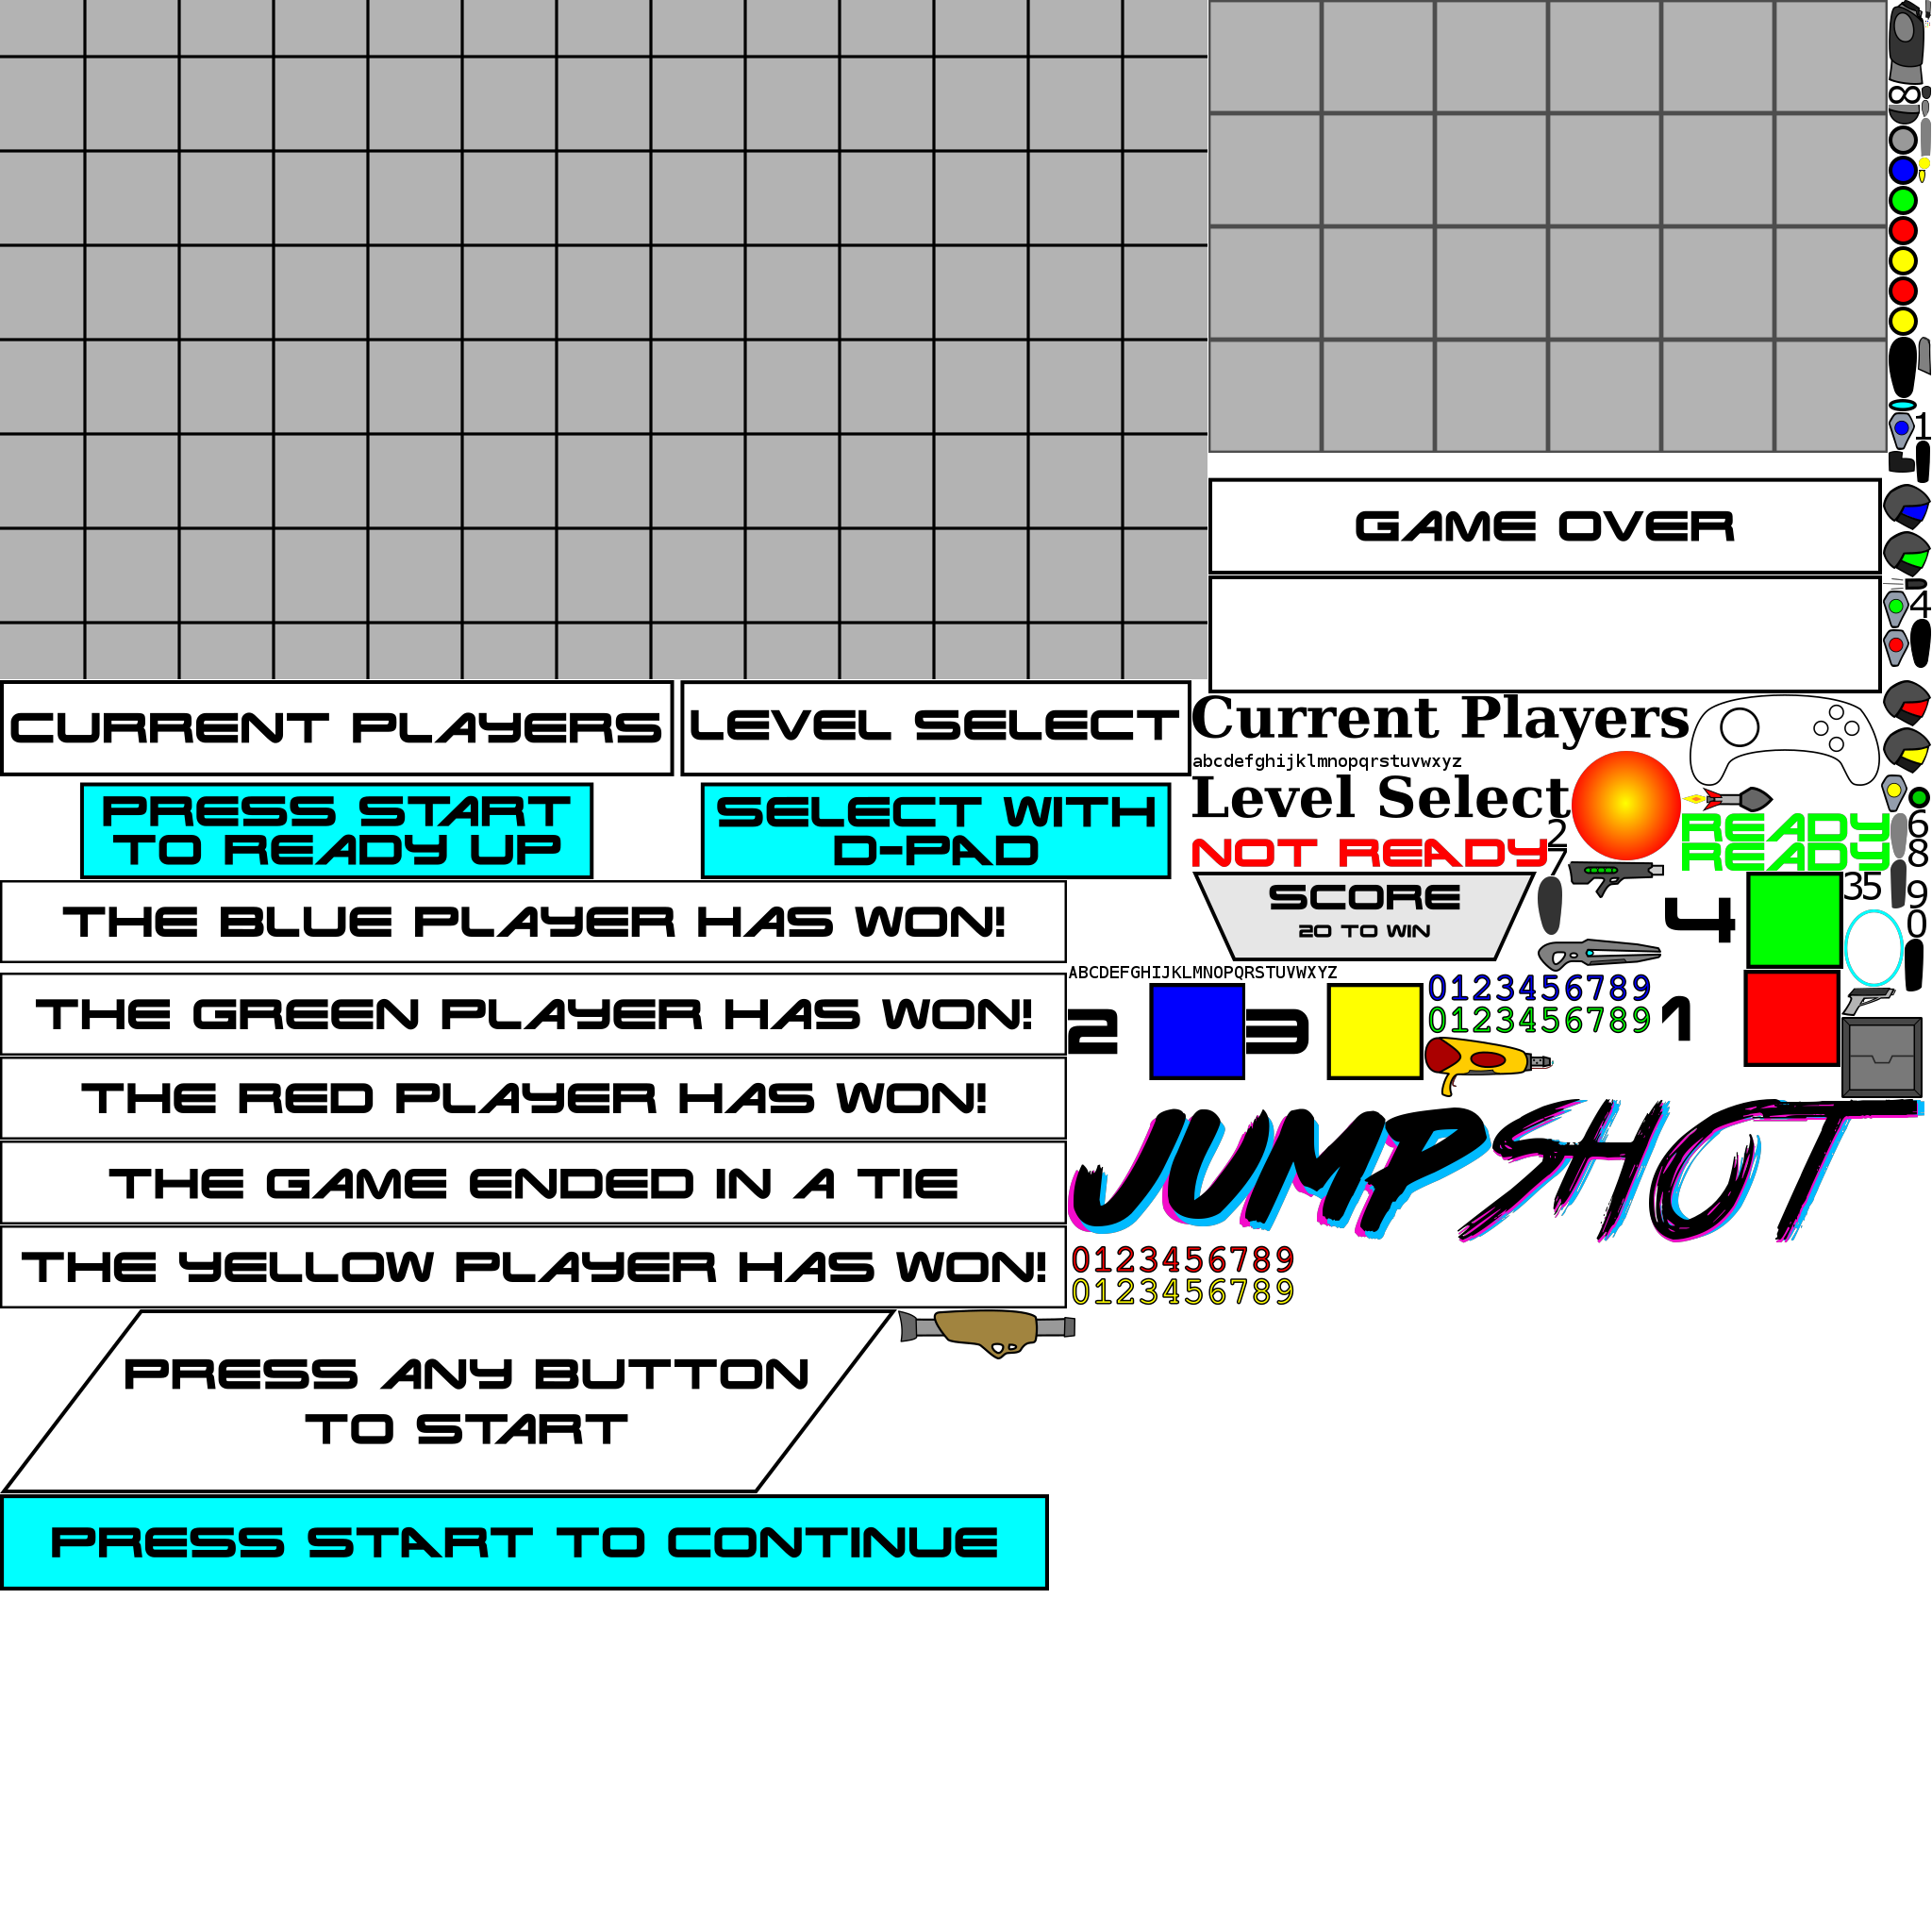 8
1
GAME OVER
4
CURRENT PLAYERS
LEVEL SELECT
Current Players
abcdefghijklmnopqrstuvwxyz
Level Select
PRESS START
TO READY UP
SELECT WITH
D-PAD
2
NOT READY
7
READY
READY
6
8
35
9
0
SCORE
20 TO WIN
4
THE BLUE PLAYER HAS WON!
ABCDEFGHIJKLMNOPQRSTUVWXYZ
0123456789
0123456789
THE GREEN PLAYER HAS WON!
2
3
1
THE RED PLAYER HAS WON!
JUMPSHOT
THE GAME ENDED IN A TIE
THE YELLOW PLAYER HAS WON!
0123456789
0123456789
PRESS ANY BUTTON
TO START
PRESS START TO CONTINUE